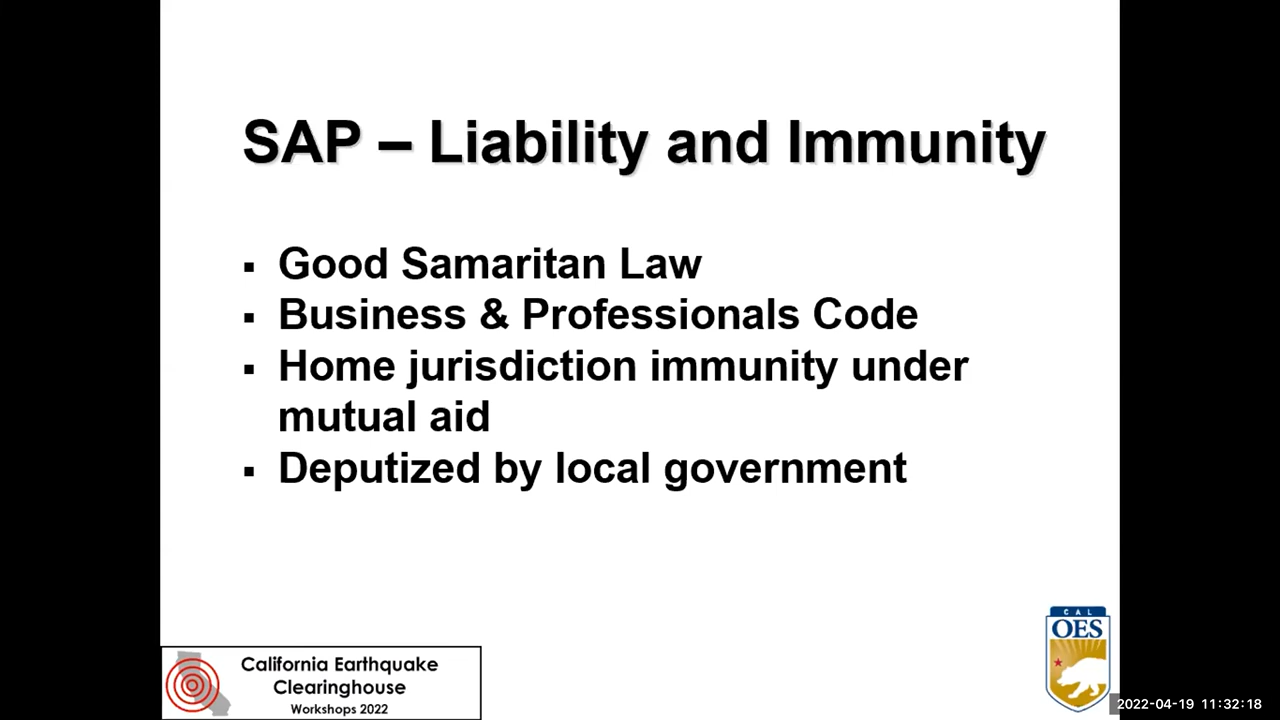 SAP – Liability and Immunity
▪ Good Samaritan Law
▪ Business & Professionals Code
▪ Home jurisdiction immunity under
mutual aid
▪ Deputized by local government
California Earthquake
Clearinghouse
Workshops 2022
CAL
OES
2022-04-19 11:32:18